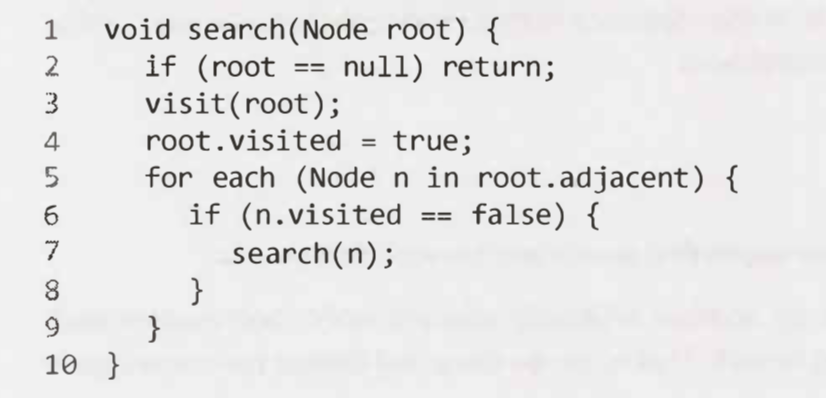 1 void search(Node root) {
2 if (root == null) return;
3 visit(root);
4 root.visited = true;
5 for each (Node n in root.adjacent) {
6 if (n.visited == false) {
7 search(n);
8 }
9 }
10 }